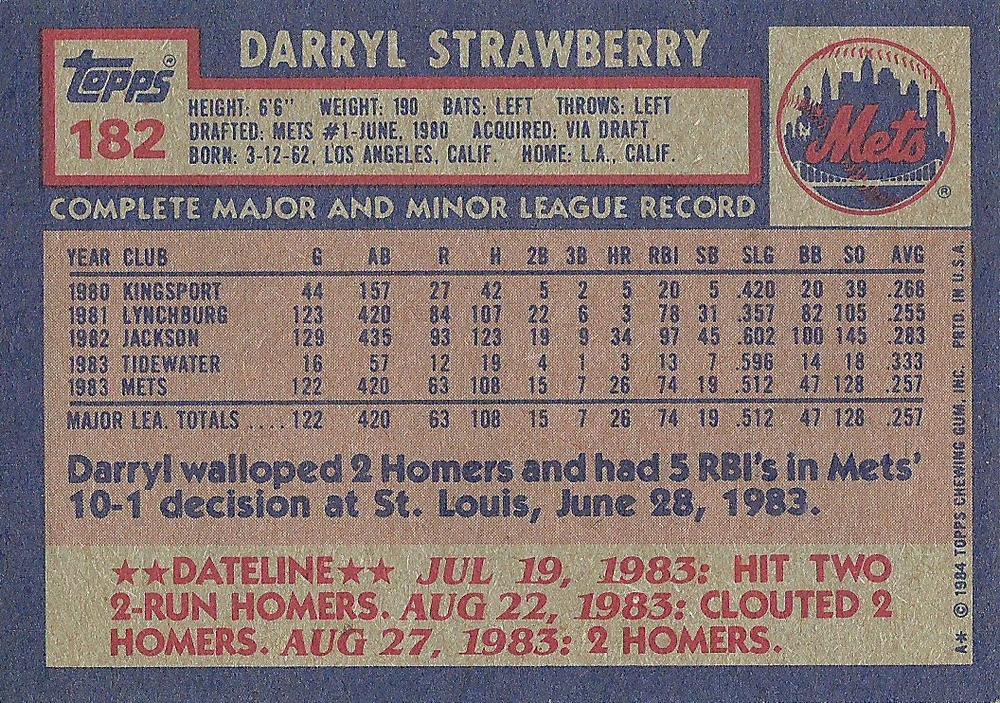 topps®
182
DARRYL STRAWBERRY
HEIGHT: 6'6" WEIGHT: 190 BATS: LEFT THROWS: LEFT
DRAFTED: METS #1-JUNE, 1980 ACQUIRED: VIA DRAFT
BORN: 3-12-62, LOS ANGELES, CALIF. HOME: L.A., CALIF.
Mets
®
COMPLETE MAJOR AND MINOR LEAGUE RECORD
YEAR CLUB G AB R H 2B 3B HR RBI SB SLG BB SO AVG
1980 KINGSPORT 44 157 27 42 5 2 5 20 5 .420 20 39 .268
1981 LYNCHBURG 123 420 84 107 22 6 3 78 31 .357 82 105 .255
1982 JACKSON 129 435 93 123 19 9 34 97 45 .602 100 145 .283
1983 TIDEWATER 16 57 12 19 4 1 3 13 7 .596 14 18 .333
1983 METS 122 420 63 108 15 7 26 74 19 .512 47 128 .257
MAJOR LEA. TOTALS .... 122 420 63 108 15 7 26 74 19 .512 47 128 .257
Darryl walloped 2 Homers and had 5 RBI's in Mets'
10-1 decision at St. Louis, June 28, 1983.
★★DATELINE★★ JUL 19, 1983: HIT TWO
2-RUN HOMERS. AUG 22, 1983: CLOUTED 2
HOMERS. AUG 27, 1983: 2 HOMERS.
A* © 1984 TOPPS CHEWING GUM, INC. PRTD. IN U.S.A.